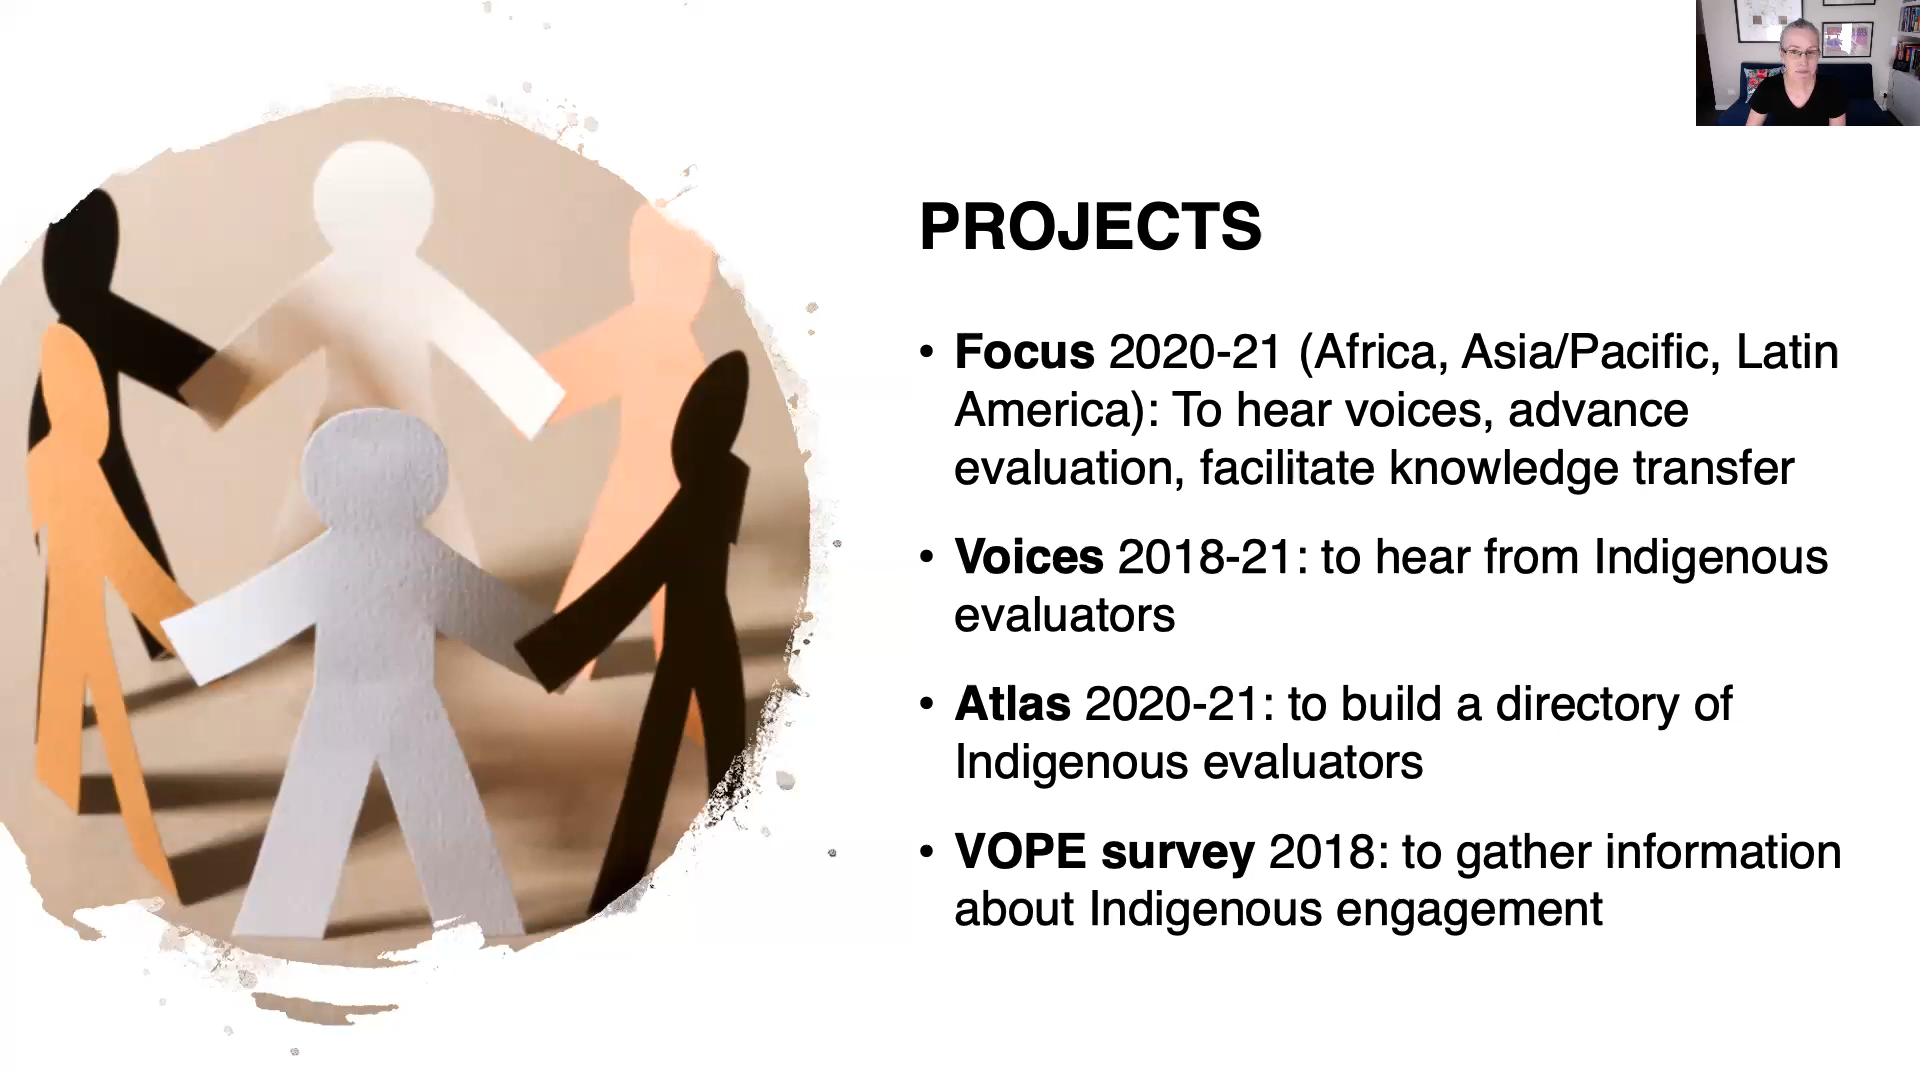 PROJECTS
• Focus 2020-21 (Africa, Asia/Pacific, Latin
America): To hear voices, advance
evaluation, facilitate knowledge transfer
• Voices 2018-21: to hear from Indigenous
evaluators
• Atlas 2020-21: to build a directory of
Indigenous evaluators
• VOPE survey 2018: to gather information
about Indigenous engagement